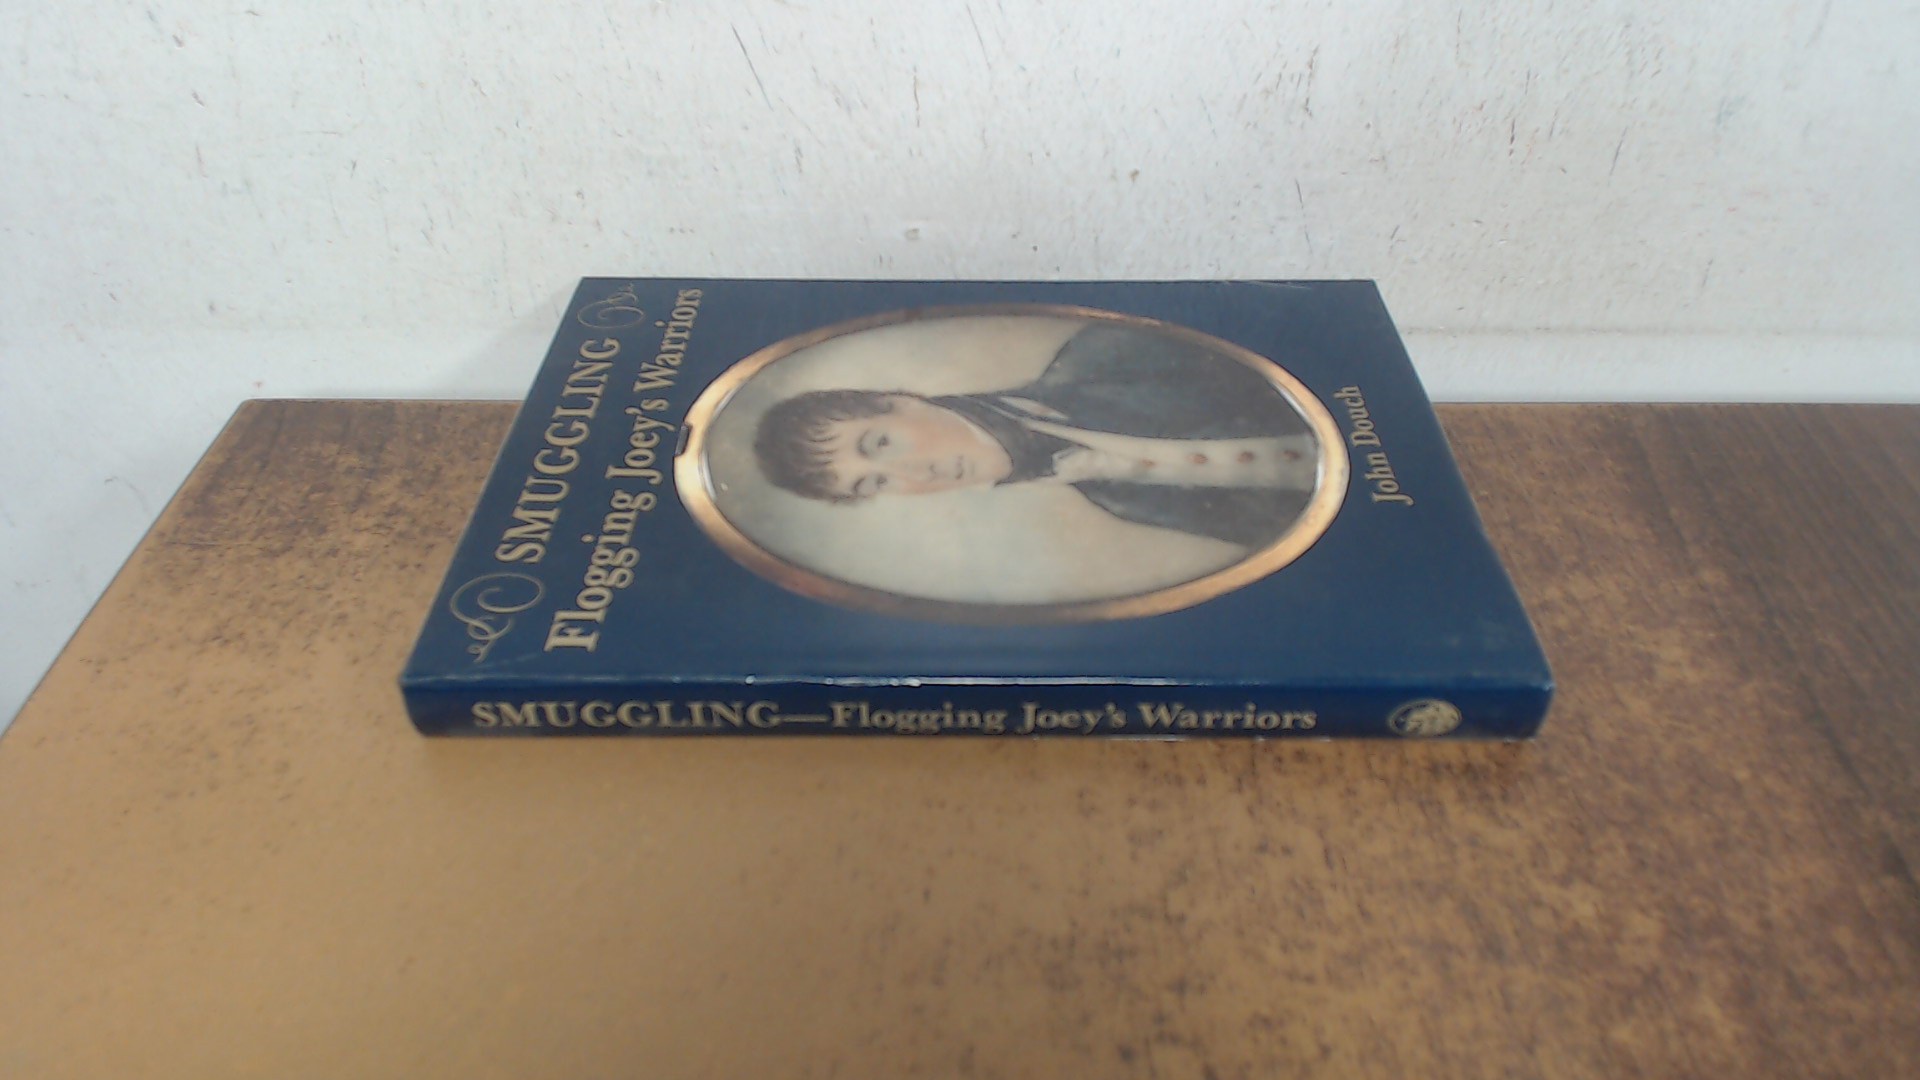 SMUGGLING
Flogging Joey's Warriors
John Douch
SMUGGLING—Flogging Joey's Warriors